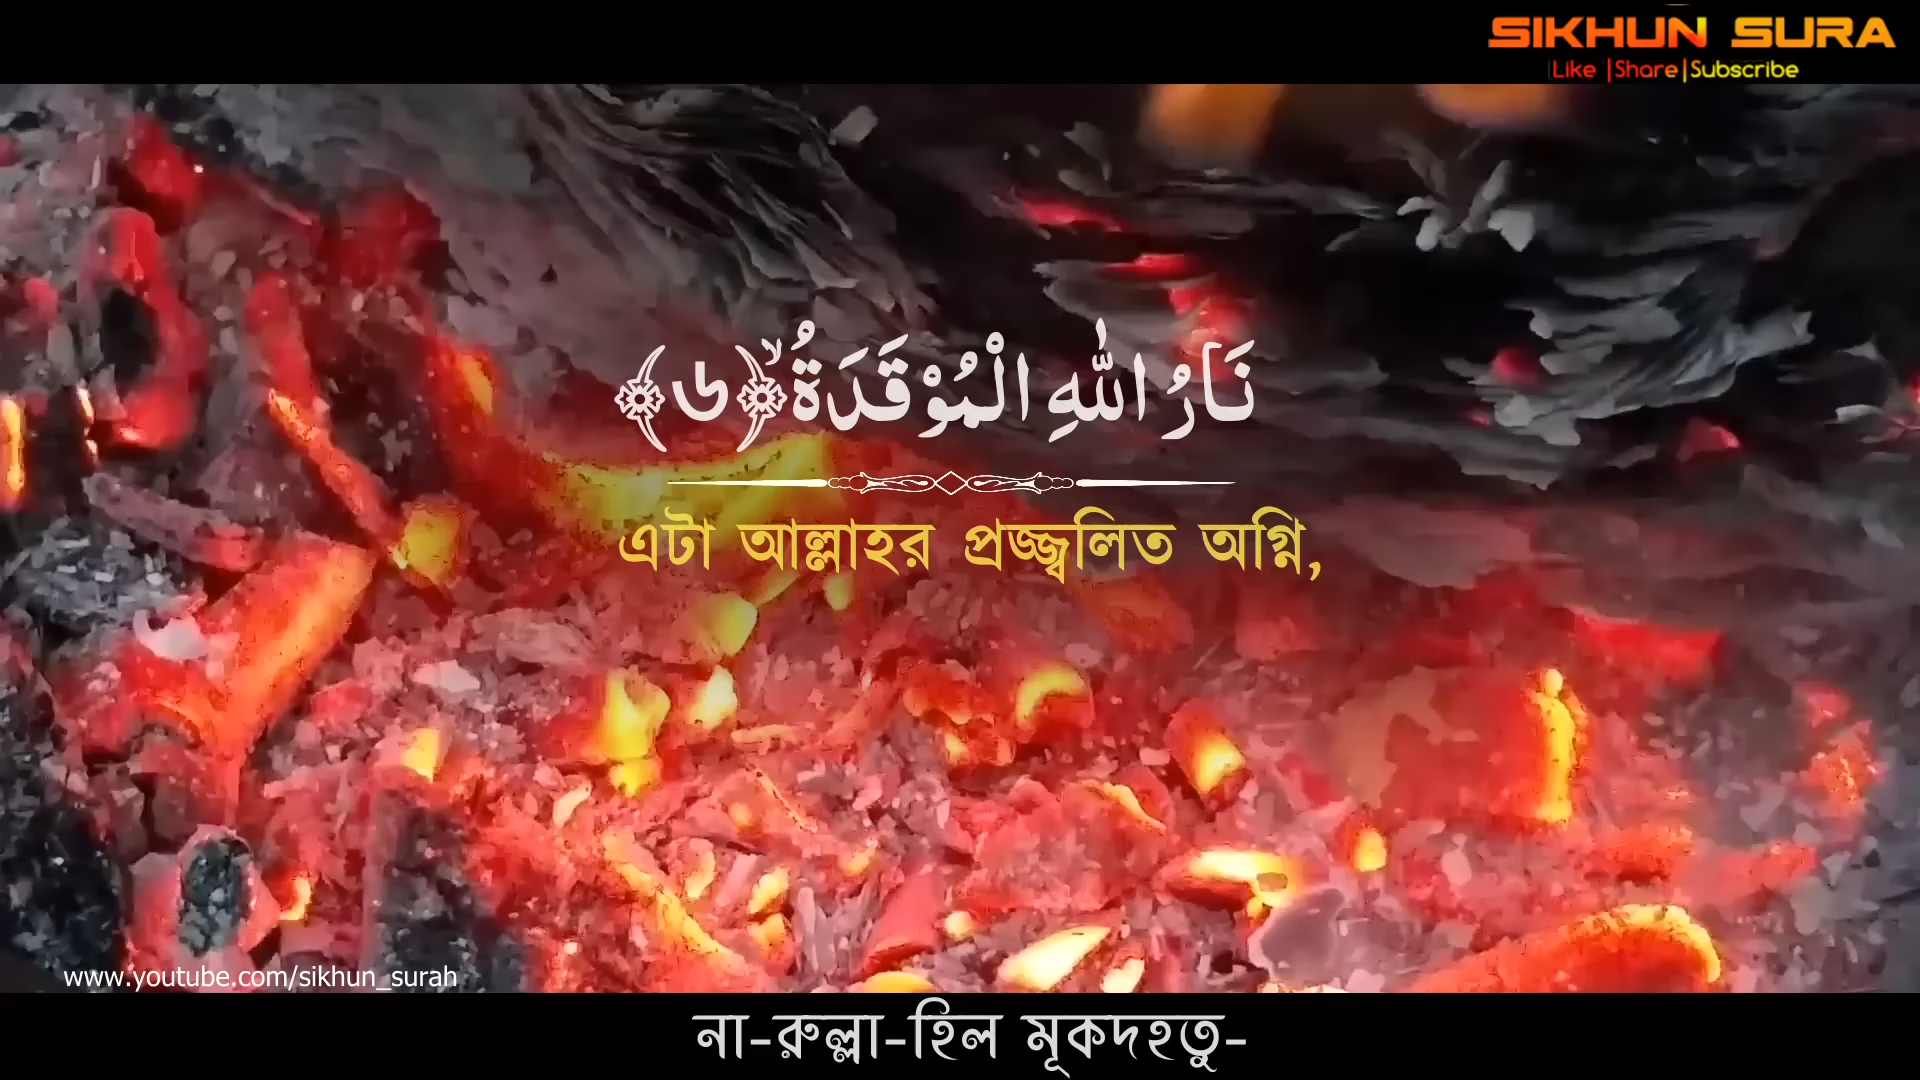 SIKHUN SURA
Like |Share|Subscribe
نَارُ اللّٰهِ الْمُوْقَدَةُ ۙ﴿۶﴾
এটা আল্লাহর প্রজ্জ্বলিত অগ্নি,
www.youtube.com/sikhun_surah
না-রুল্লা-হিল মূকদহতু-